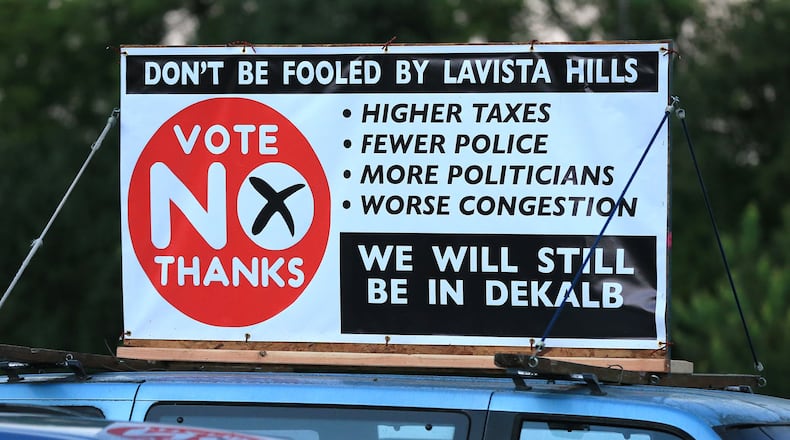 DON'T BE FOOLED BY LAVISTA HILLS
VOTE
NO
THANKS
• HIGHER TAXES
• FEWER POLICE
• MORE POLITICIANS
• WORSE CONGESTION
WE WILL STILL
BE IN DEKALB